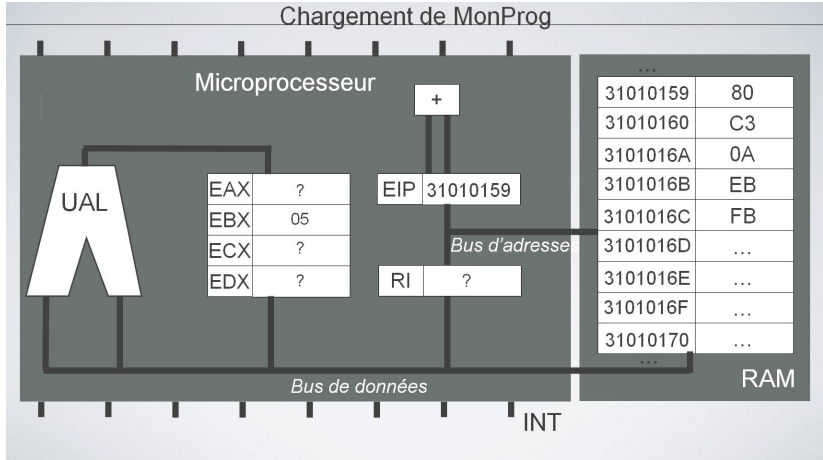 Chargement de MonProg
Microprocesseur
+
UAL
EAX ?
EBX 05
ECX ?
EDX ?
EIP 31010159
Bus d'adresses
RI ?
Bus de données
INT
...
31010159 80
31010160 C3
3101016A 0A
3101016B EB
3101016C FB
3101016D ...
3101016E ...
3101016F ...
31010170 ...
...
RAM